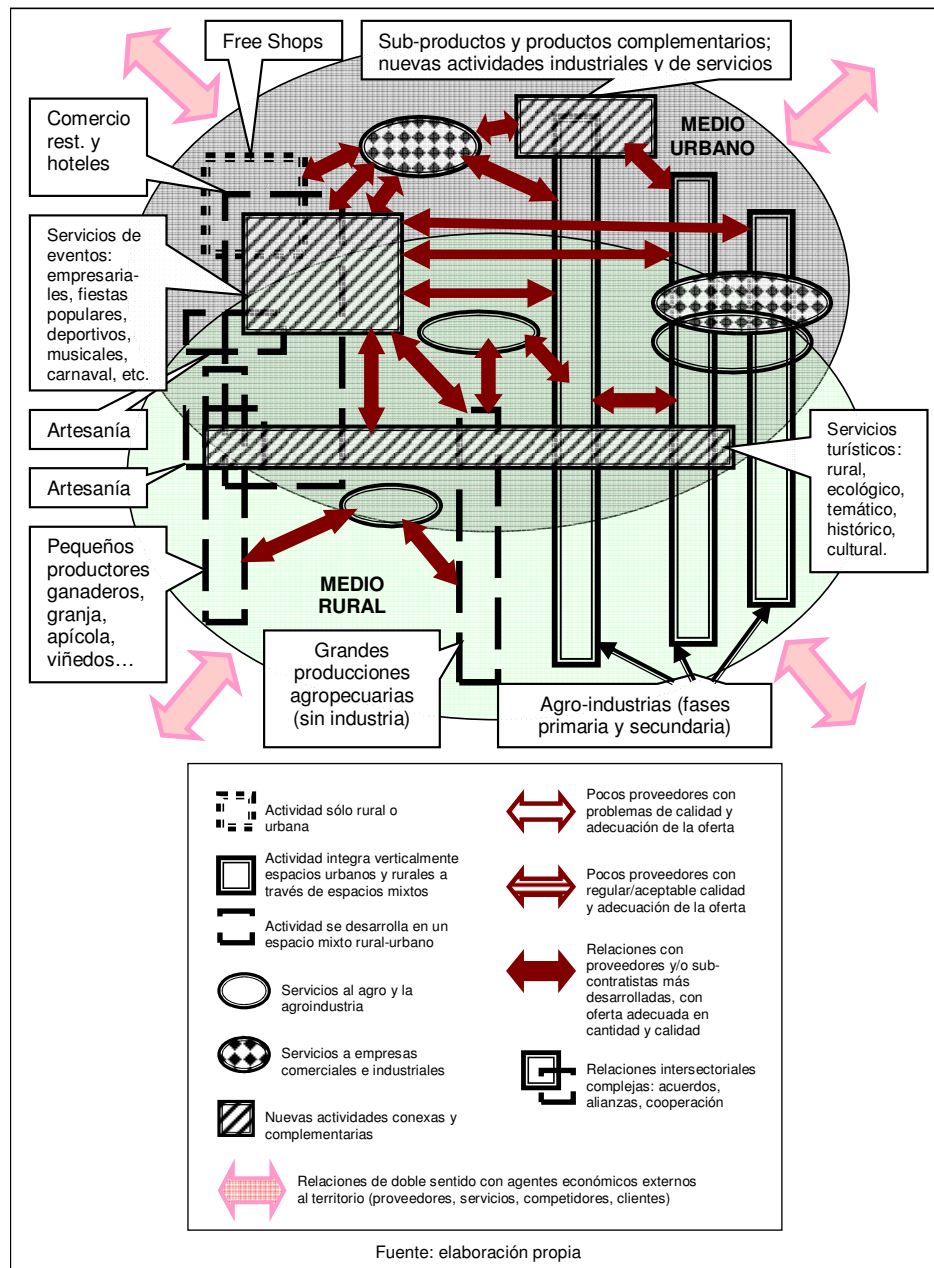 Free Shops
Sub-productos y productos complementarios;
nuevas actividades industriales y de servicios
Comercio
rest. y
hoteles
MEDIO
URBANO
Servicios de
eventos:
empresaria-
les, fiestas
populares,
deportivos,
musicales,
carnaval, etc.
Artesanía
Artesanía
Servicios
turísticos:
rural,
ecológico,
temático,
histórico,
cultural.
Pequeños
productores
ganaderos,
granja,
apícola,
viñedos…
MEDIO
RURAL
Grandes
producciones
agropecuarias
(sin industria)
Agro-industrias (fases
primaria y secundaria)
Actividad sólo rural o
urbana
Actividad integra verticalmente
espacios urbanos y rurales a
través de espacios mixtos
Actividad se desarrolla en un
espacio mixto rural-urbano
Servicios al agro y la
agroindustria
Servicios a empresas
comerciales e industriales
Nuevas actividades conexas y
complementarias
Pocos proveedores con
problemas de calidad y
adecuación de la oferta
Pocos proveedores con
regular/aceptable calidad
y adecuación de la oferta
Relaciones con
proveedores y/o sub-
contratistas más
desarrolladas, con
oferta adecuada en
cantidad y calidad
Relaciones intersectoriales
complejas: acuerdos,
alianzas, cooperación
Relaciones de doble sentido con agentes económicos externos
al territorio (proveedores, servicios, competidores, clientes)
Fuente: elaboración propia